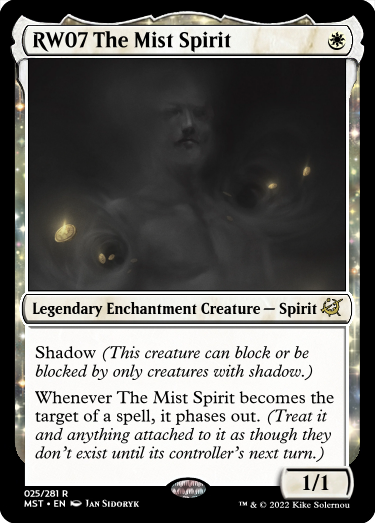 RW07 The Mist Spirit
Legendary Enchantment Creature — Spirit
Shadow (This creature can block or be
blocked by only creatures with shadow.)
Whenever The Mist Spirit becomes the
target of a spell, it phases out. (Treat it
and anything attached to it as though they
don't exist until its controller's next turn.)
1/1
025/281 R
MST • EN Jan Sidoryk
™ & © 2022 Kike Solernou